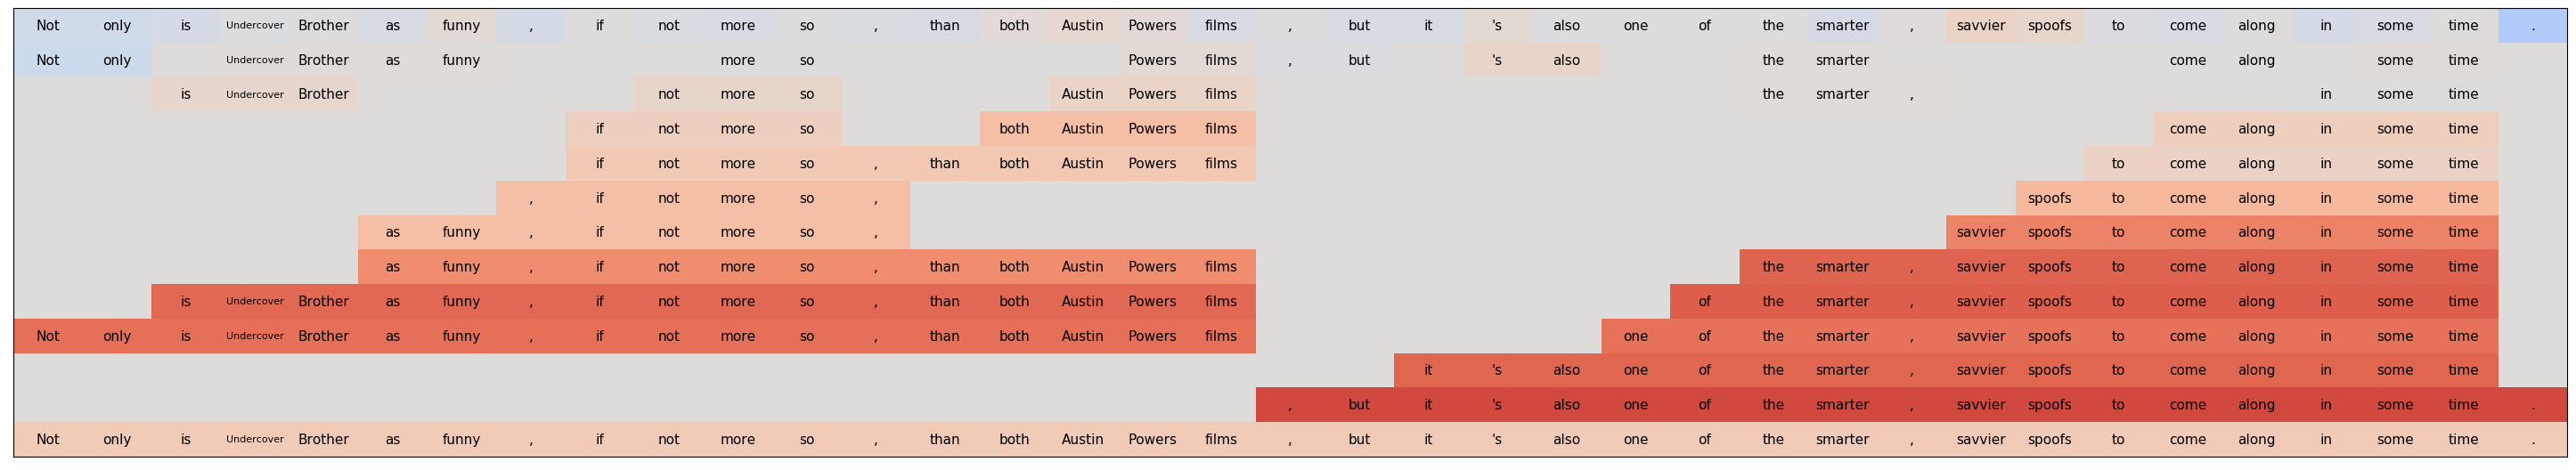 Not only is Undercover Brother as funny , if not more so , than both Austin Powers films , but it 's also one of the smarter , savvier spoofs to come along in some time .
Not only Undercover Brother as funny more so Powers films , but 's also the smarter come along some time
is Undercover Brother not more so Austin Powers films the smarter , in some time
if not more so both Austin Powers films come along in some time
if not more so , than both Austin Powers films to come along in some time
, if not more so , spoofs to come along in some time
as funny , if not more so , savvier spoofs to come along in some time
as funny , if not more so , than both Austin Powers films the smarter , savvier spoofs to come along in some time
is Undercover Brother as funny , if not more so , than both Austin Powers films of the smarter , savvier spoofs to come along in some time
Not only is Undercover Brother as funny , if not more so , than both Austin Powers films one of the smarter , savvier spoofs to come along in some time
it 's also one of the smarter , savvier spoofs to come along in some time
, but it 's also one of the smarter , savvier spoofs to come along in some time .
Not only is Undercover Brother as funny , if not more so , than both Austin Powers films , but it 's also one of the smarter , savvier spoofs to come along in some time .